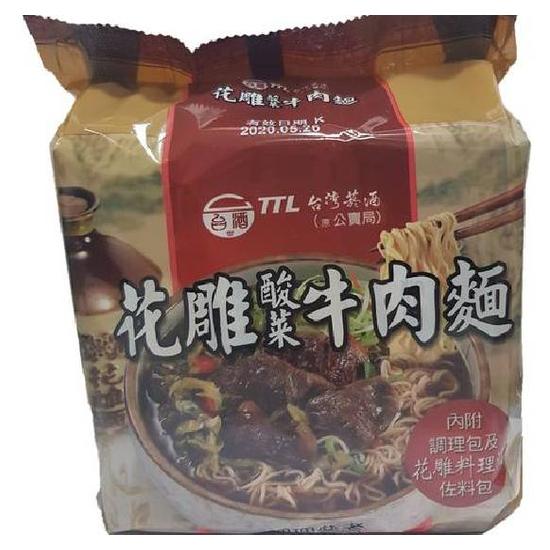 花雕酸菜牛肉麵
有效日期 K
2020.05.20
台酒
TTL 台灣菸酒
(原公賣局)
花雕酸菜牛肉麵
內附
調理包及
花雕料理
佐料包